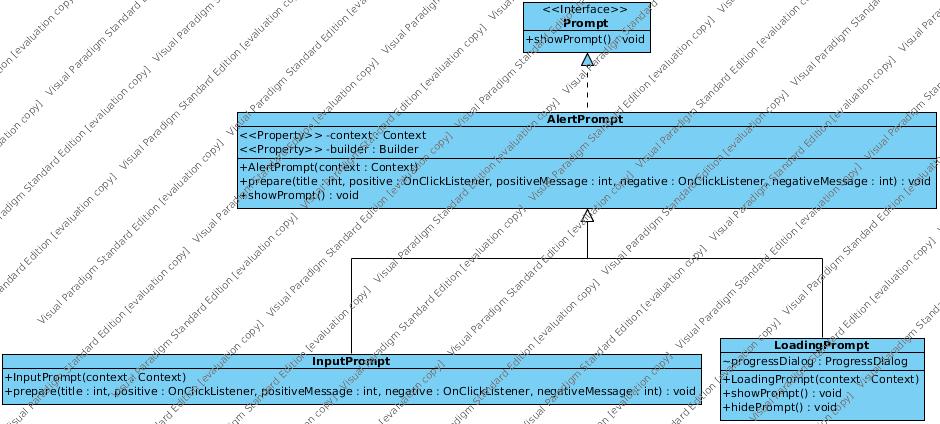 <<Interface>>
Prompt
+showPrompt() : void
AlertPrompt
<<Property>> -context : Context
<<Property>> -builder : Builder
+AlertPrompt(context : Context)
+prepare(title : int, positive : OnClickListener, positiveMessage : int, negative : OnClickListener, negativeMessage : int) : void
+showPrompt() : void
InputPrompt
+InputPrompt(context : Context)
+prepare(title : int, positive : OnClickListener, positiveMessage : int, negative : OnClickListener, negativeMessage : int) : void
LoadingPrompt
~progressDialog : ProgressDialog
+LoadingPrompt(context : Context)
+showPrompt() : void
+hidePrompt() : void
Visual Paradigm Standard Edition [evaluation copy]